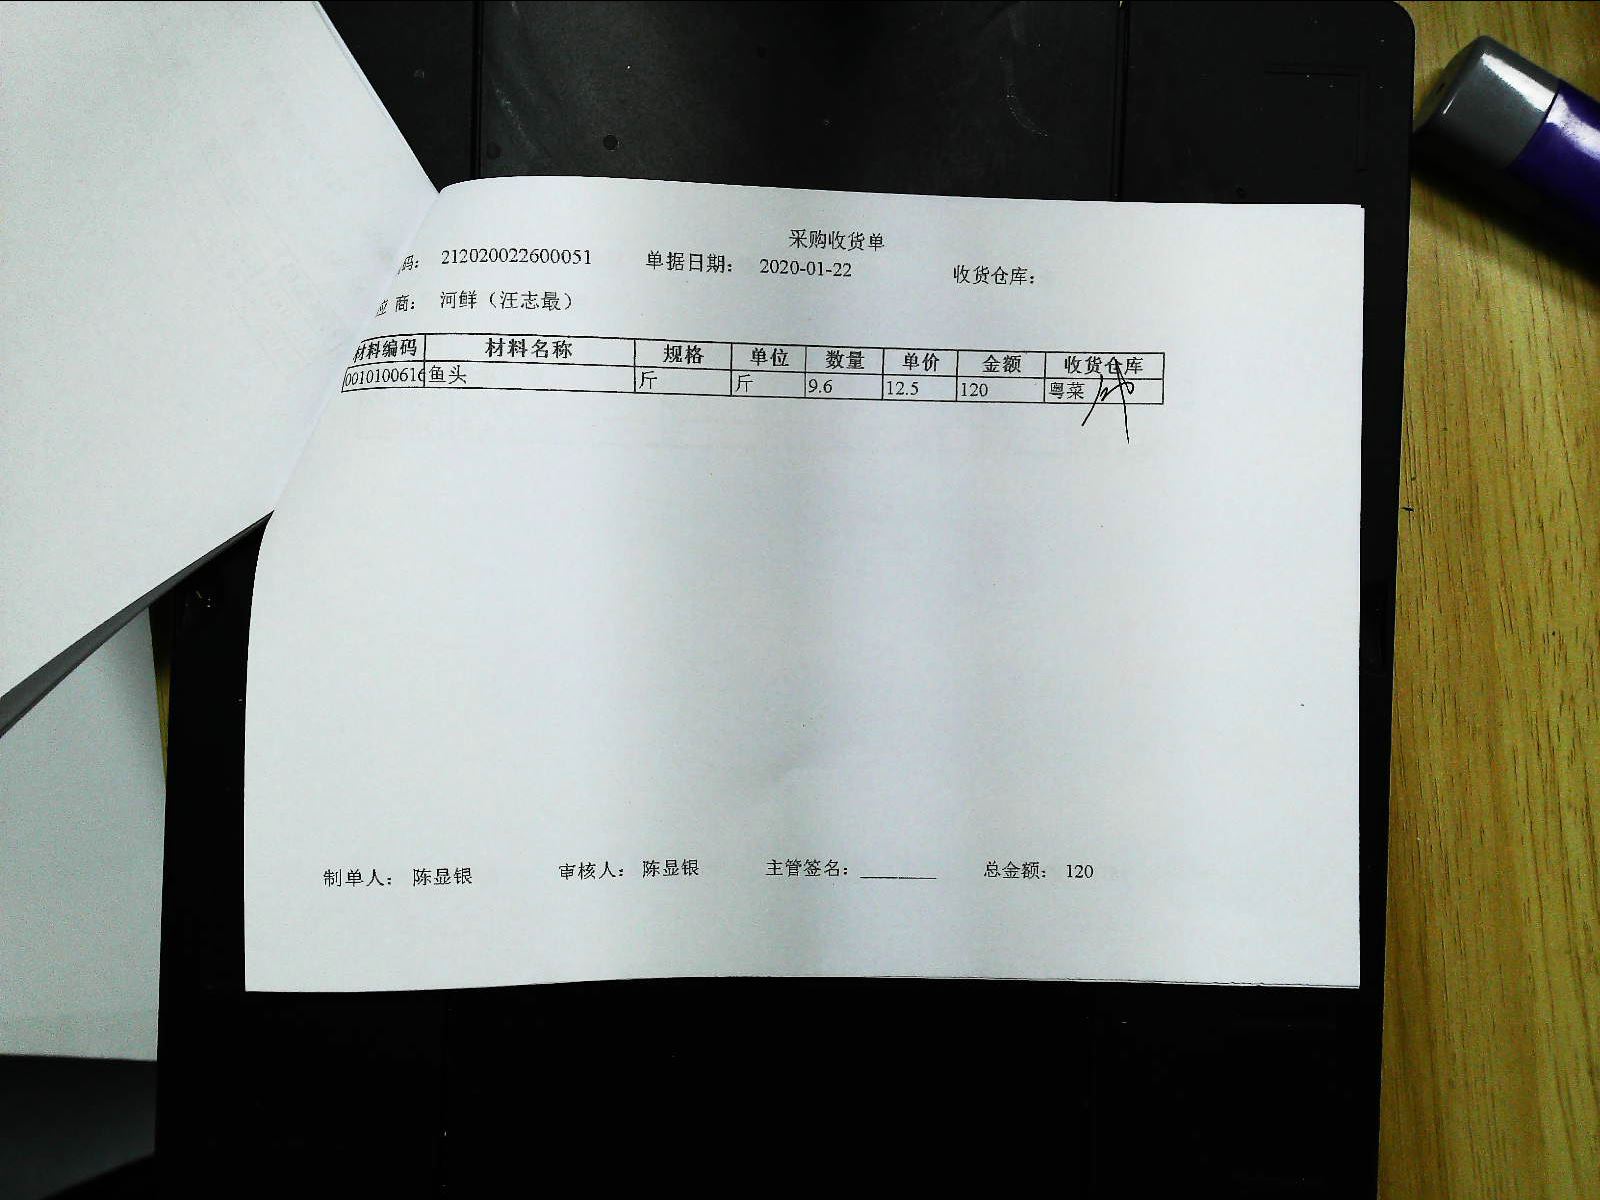 采购收货单
码： 212020022600051 单据日期： 2020-01-22 收货仓库：
应 商： 河鲜（汪志最）
材料编码 材料名称 规格 单位 数量 单价 金额 收货仓库
0010100616 鱼头 斤 斤 9.6 12.5 120 粤菜
制单人： 陈显银 审核人： 陈显银 主管签名：________ 总金额： 120